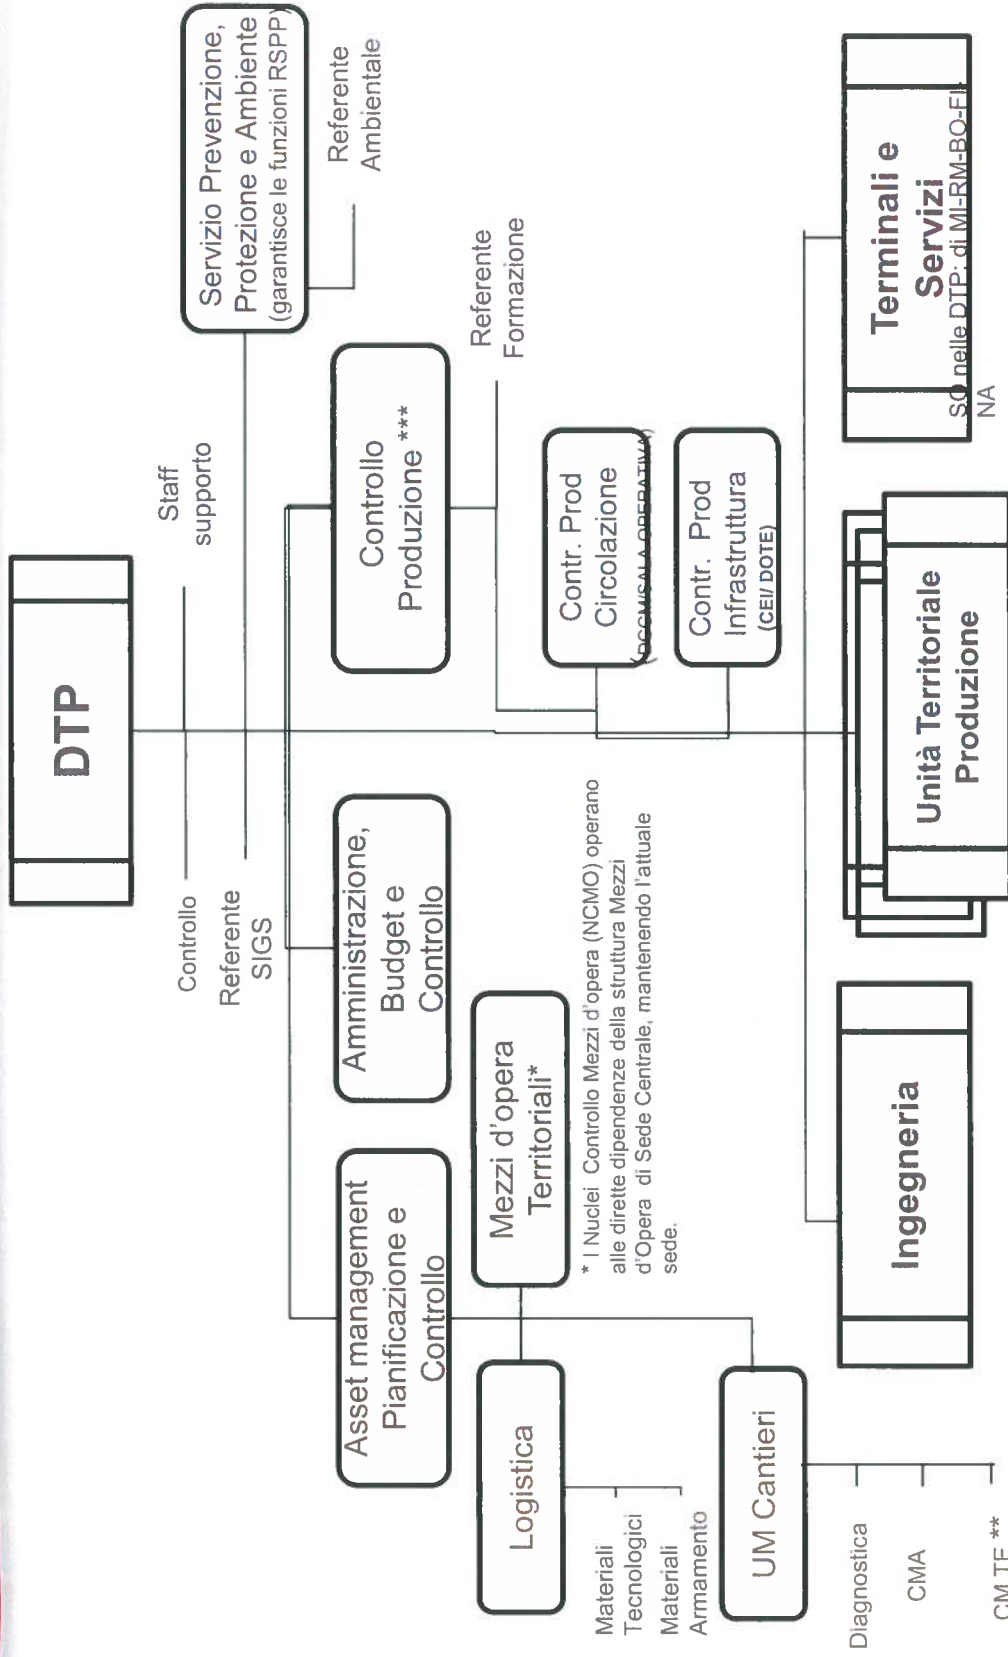 DTP
Staff
supporto
Controllo
Servizio Prevenzione,
Protezione e Ambiente
(garantisce le funzioni RSPP)
Referente
SIGS
Referente
Ambientale
Asset management
Pianificazione e
Controllo
Amministrazione,
Budget e
Controllo
Controllo
Produzione ***
Referente
Formazione
Logistica
Mezzi d'opera
Territoriali*
Materiali
Tecnologici
Materiali
Armamento
* I Nuclei Controllo Mezzi d'opera (NCMO) operano
alle dirette dipendenze della struttura Mezzi
d'Opera di Sede Centrale, mantenendo l'attuale
sede.
Contr. Prod
Circolazione
(DCCM/SALA OPERATIVA)
Contr. Prod
Infrastruttura
(CEI/ DOTE)
UM Cantieri
Diagnostica
CMA
CM TE **
Ingegneria
Unità Territoriale
Produzione
Terminali e
Servizi
SO nelle DTP: di MI-RM-BO-FI-
NA